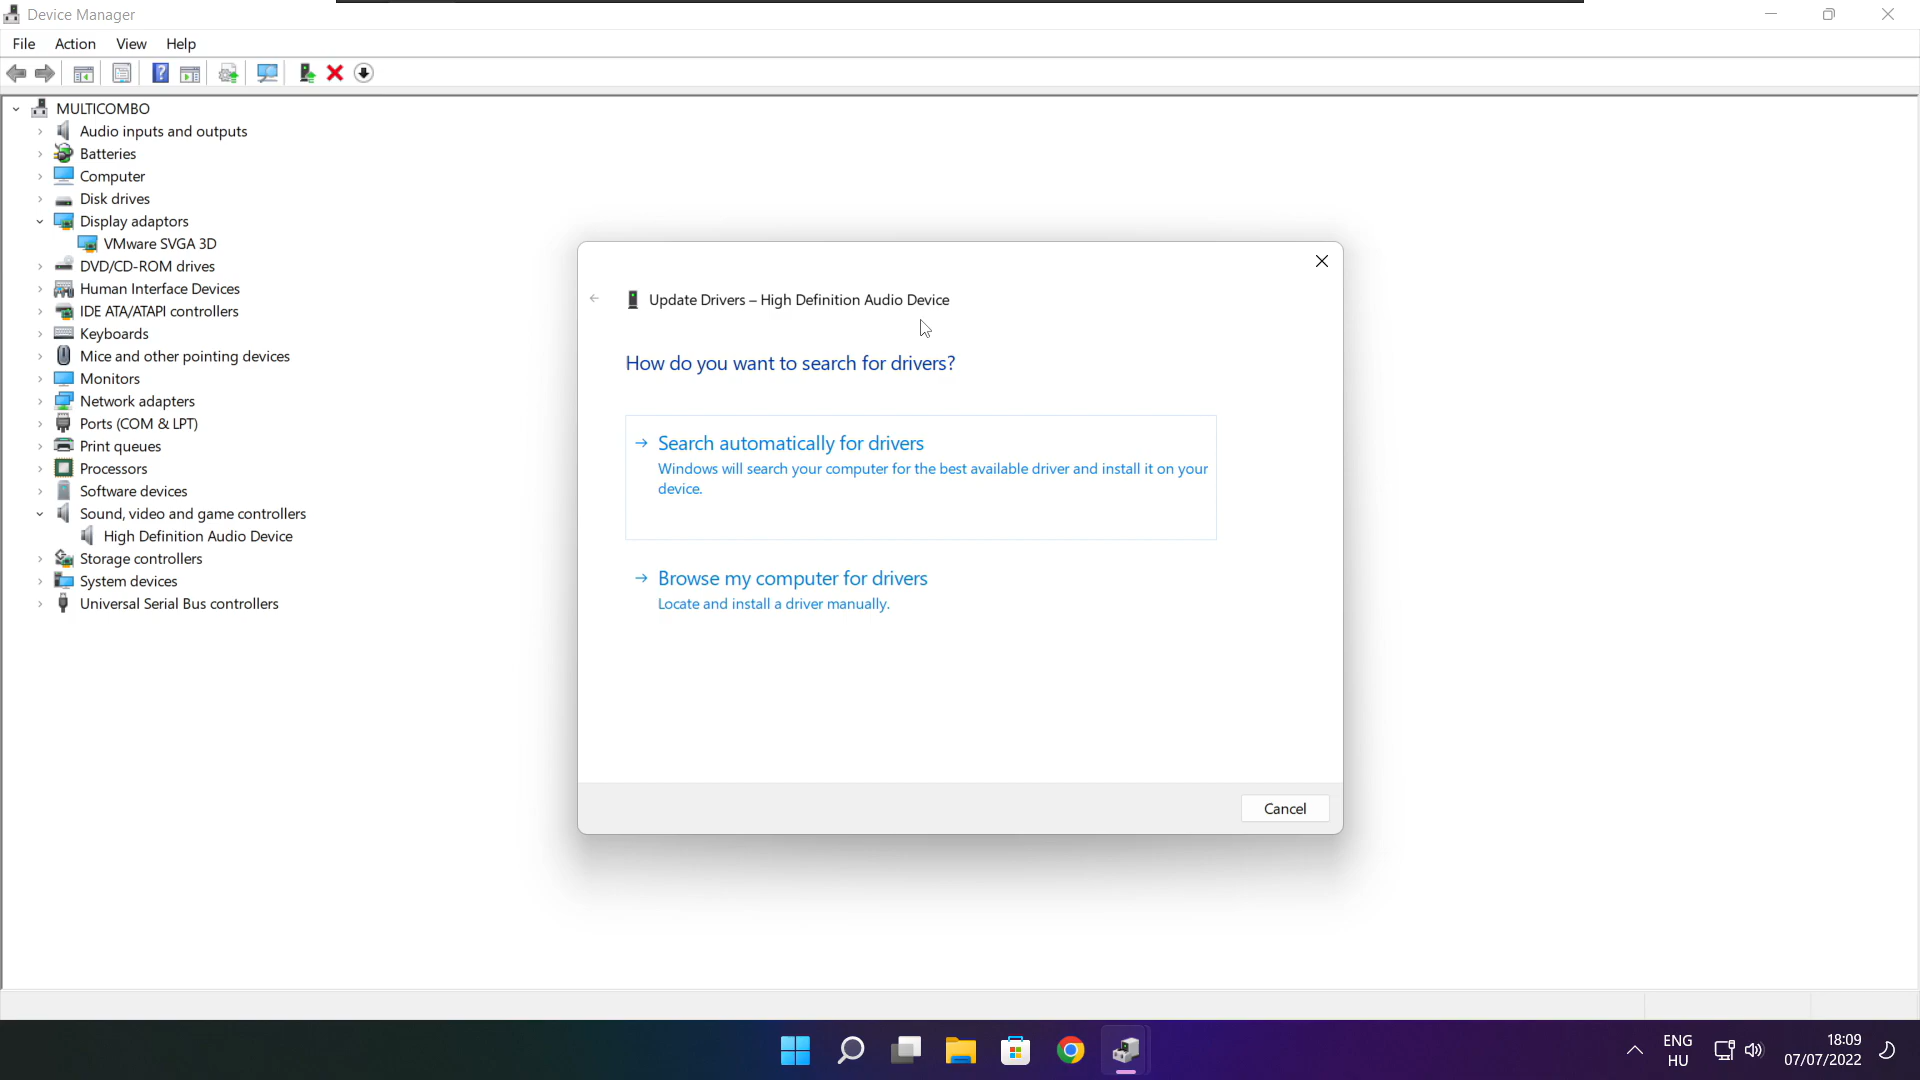 Device Manager
File Action View Help
MULTICOMBO
Audio inputs and outputs
Batteries
Computer
Disk drives
Display adaptors
VMware SVGA 3D
DVD/CD-ROM drives
Human Interface Devices
IDE ATA/ATAPI controllers
Keyboards
Mice and other pointing devices
Monitors
Network adapters
Ports (COM & LPT)
Print queues
Processors
Software devices
Sound, video and game controllers
High Definition Audio Device
Storage controllers
System devices
Universal Serial Bus controllers
Update Drivers – High Definition Audio Device
How do you want to search for drivers?
Search automatically for drivers
Windows will search your computer for the best available driver and install it on your
device.
Browse my computer for drivers
Locate and install a driver manually.
Cancel
ENG
HU
18:09
07/07/2022